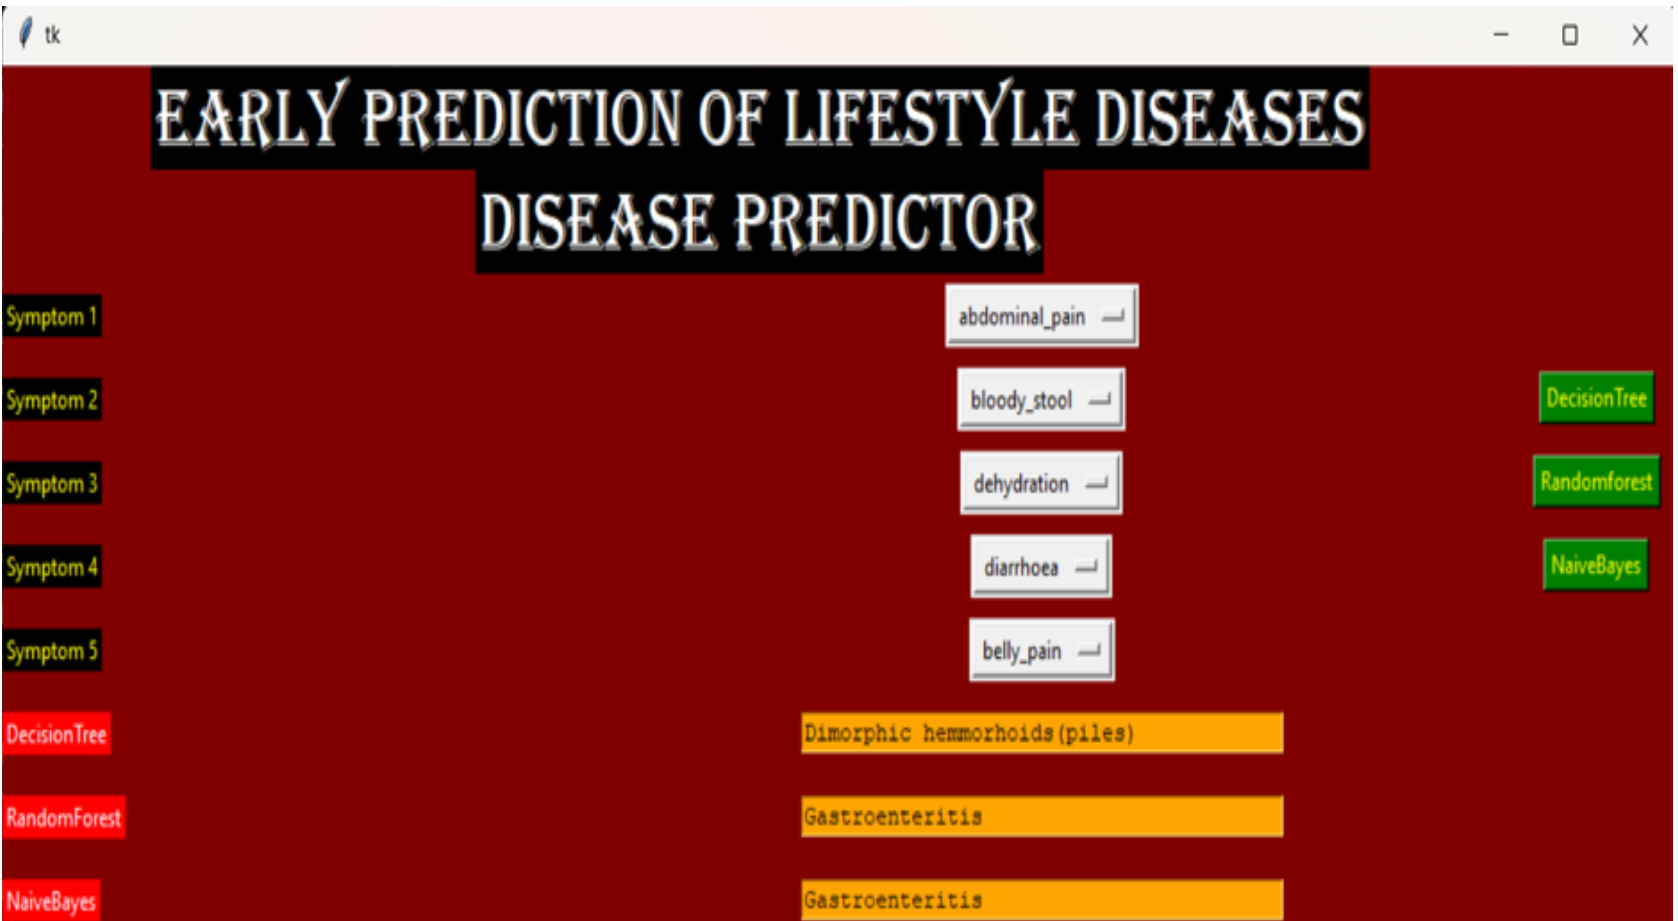 tk
EARLY PREDICTION OF LIFESTYLE DISEASES
DISEASE PREDICTOR
Symptom 1 abdominal_pain
Symptom 2 bloody_stool DecisionTree
Symptom 3 dehydration Randomforest
Symptom 4 diarrhoea NaiveBayes
Symptom 5 belly_pain
DecisionTree Dimorphic hemmorhoids(piles)
RandomForest Gastroenteritis
NaiveBayes Gastroenteritis